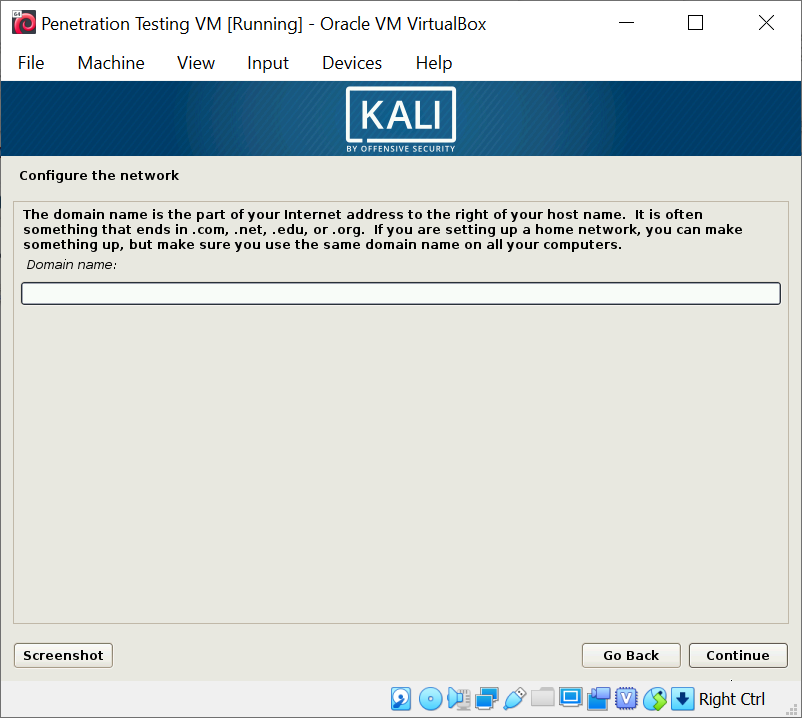 Penetration Testing VM [Running] - Oracle VM VirtualBox
File Machine View Input Devices Help
KALI
BY OFFENSIVE SECURITY
Configure the network
The domain name is the part of your Internet address to the right of your host name.  It is often
something that ends in .com, .net, .edu, or .org.  If you are setting up a home network, you can make
something up, but make sure you use the same domain name on all your computers.
Domain name:
Screenshot Go Back Continue
Right Ctrl